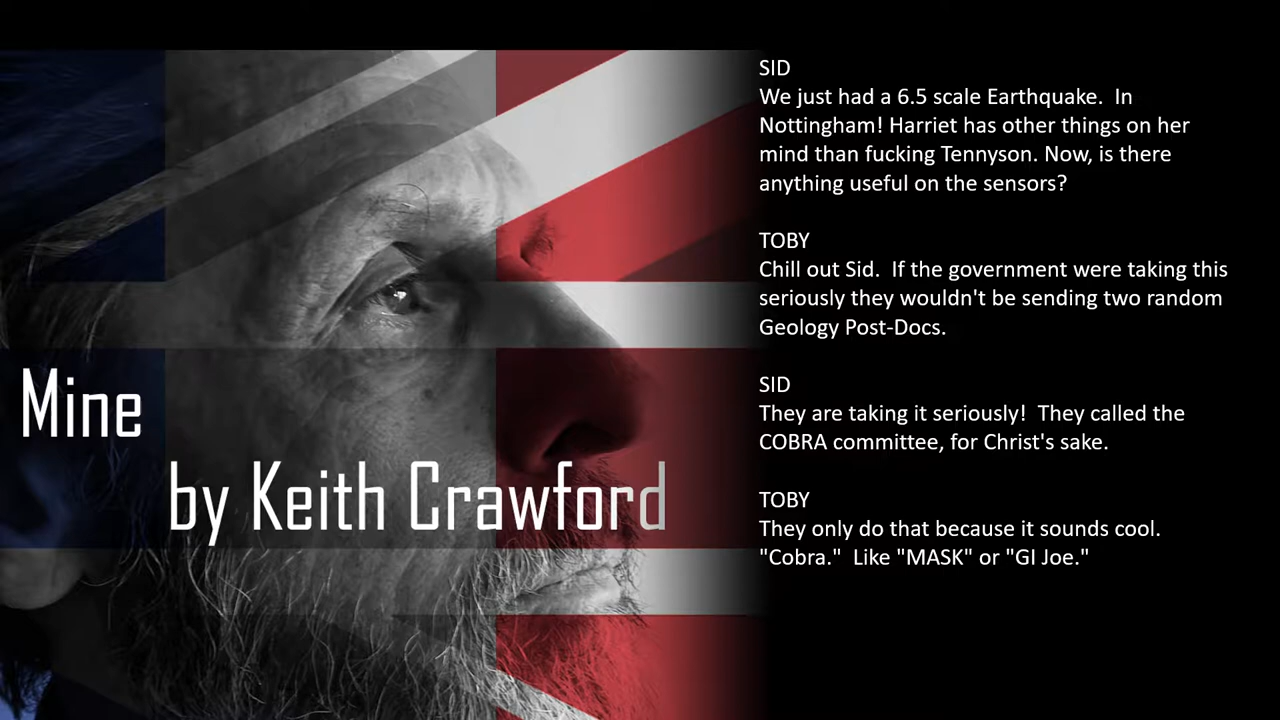 Mine
by Keith Crawford
SID
We just had a 6.5 scale Earthquake.  In
Nottingham! Harriet has other things on her
mind than fucking Tennyson. Now, is there
anything useful on the sensors?
TOBY
Chill out Sid.  If the government were taking this
seriously they wouldn't be sending two random
Geology Post-Docs.
SID
They are taking it seriously!  They called the
COBRA committee, for Christ's sake.
TOBY
They only do that because it sounds cool.
"Cobra."  Like "MASK" or "GI Joe."